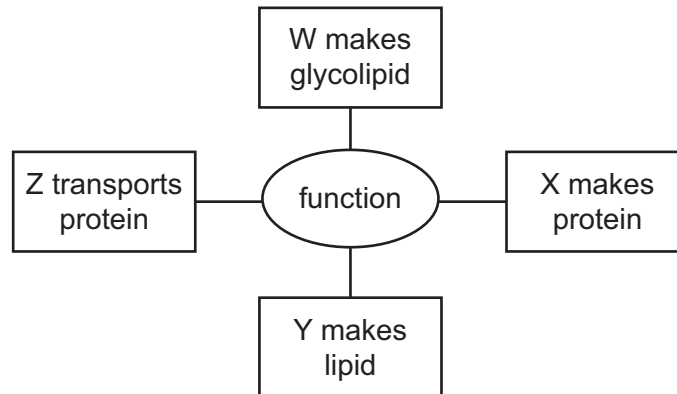 W makes
glycolipid
Z transports
protein
function
X makes
protein
Y makes
lipid